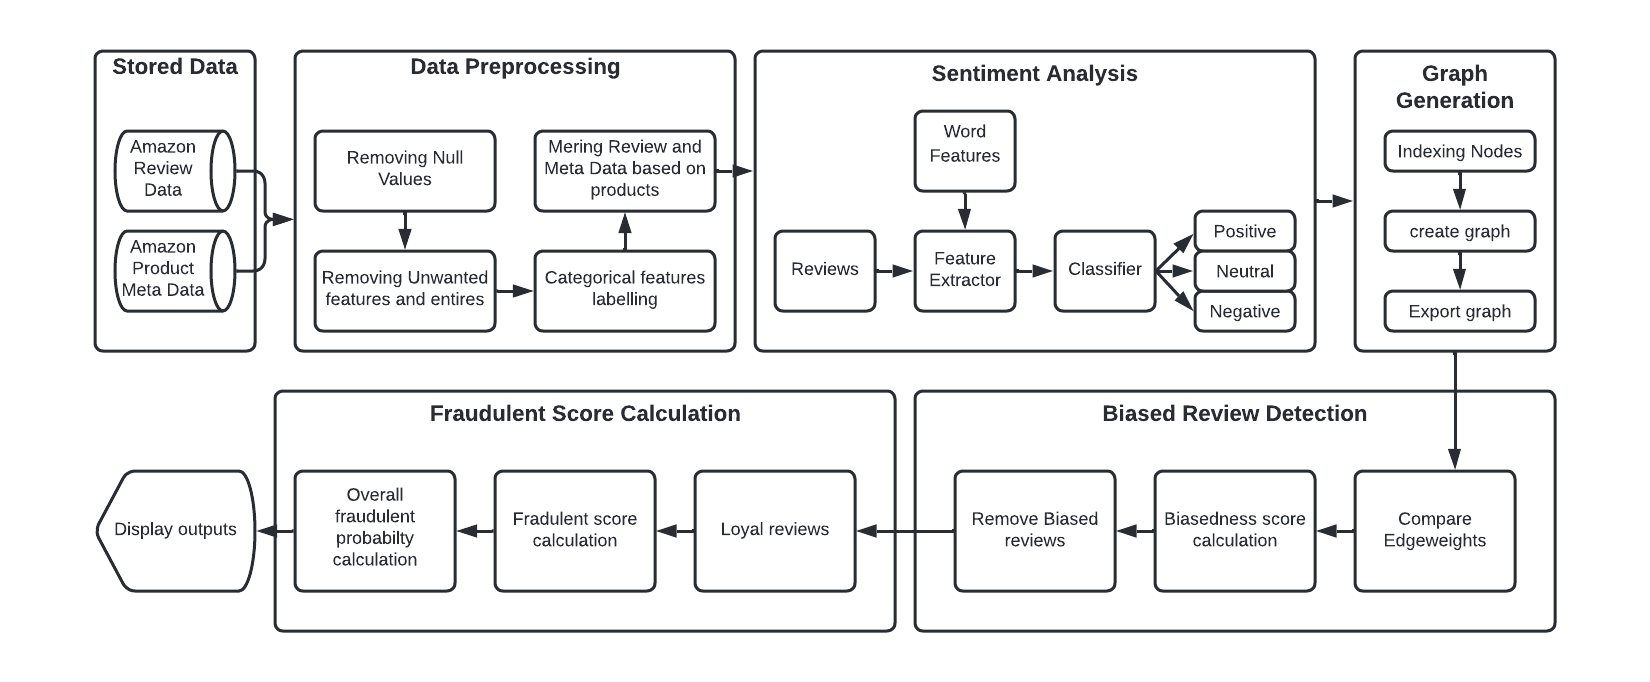 Stored Data
Amazon
Review
Data
Amazon
Product
Meta Data
Data Preprocessing
Removing Null
Values
Removing Unwanted
features and entires
Categorical features
labelling
Mering Review and
Meta Data based on
products
Sentiment Analysis
Word
Features
Reviews
Feature
Extractor
Classifier
Positive
Neutral
Negative
Graph
Generation
Indexing Nodes
create graph
Export graph
Biased Review Detection
Compare
Edgeweights
Biasedness score
calculation
Remove Biased
reviews
Fraudulent Score Calculation
Loyal reviews
Fradulent score
calculation
Overall
fraudulent
probabilty
calculation
Display outputs